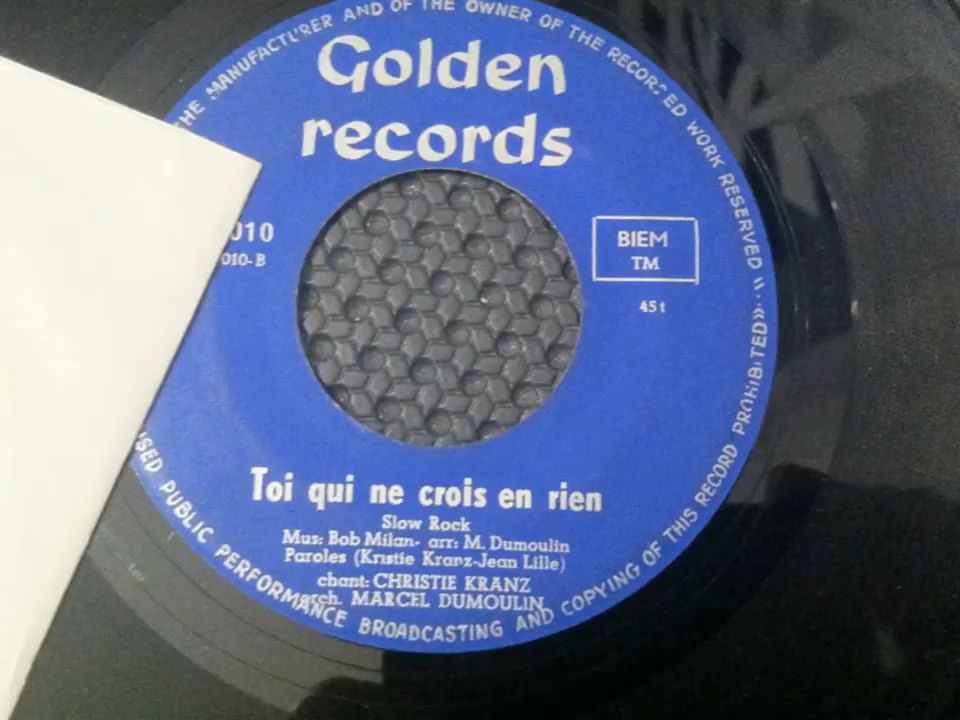 HE MANUFACTURER AND OF THE OWNER OF THE RECORDED WORK RESERVED
Golden
records
010
010-B
BIEM
TM
45 t
Toi qui ne crois en rien
Slow Rock
Mus: Bob Milan- arr: M. Dumoulin
Paroles (Kristie Kranz-Jean Lille)
chant: CHRISTIE KRANZ
orch. MARCEL DUMOULIN
SED PUBLIC PERFORMANCE BROADCASTING AND COPYING OF THIS RECORD PROHIBITED»